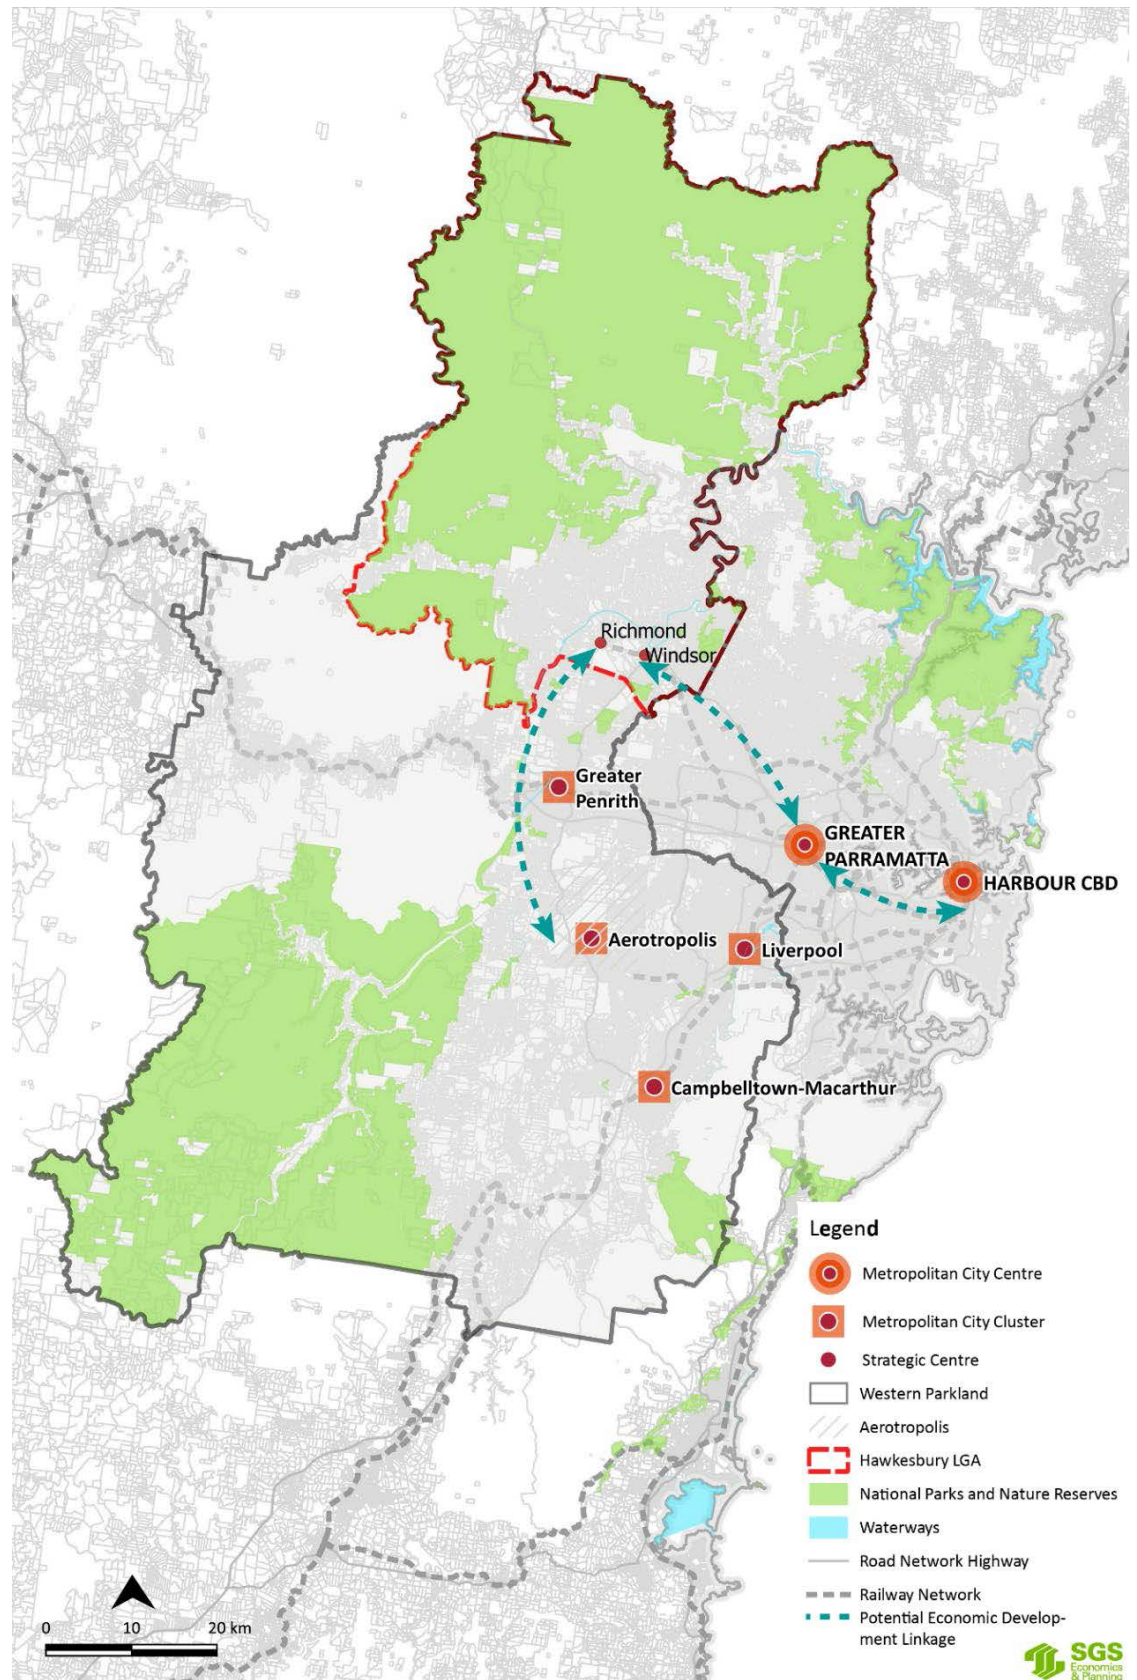 Richmond
Windsor
Greater
Penrith
GREATER
PARRAMATTA
HARBOUR CBD
Aerotropolis
Liverpool
Campbelltown-Macarthur
Legend
Metropolitan City Centre
Metropolitan City Cluster
Strategic Centre
Western Parkland
Aerotropolis
Hawkesbury LGA
National Parks and Nature Reserves
Waterways
Road Network Highway
Railway Network
Potential Economic Develop-
ment Linkage
0 10 20 km
SGS
Economics
& Planning